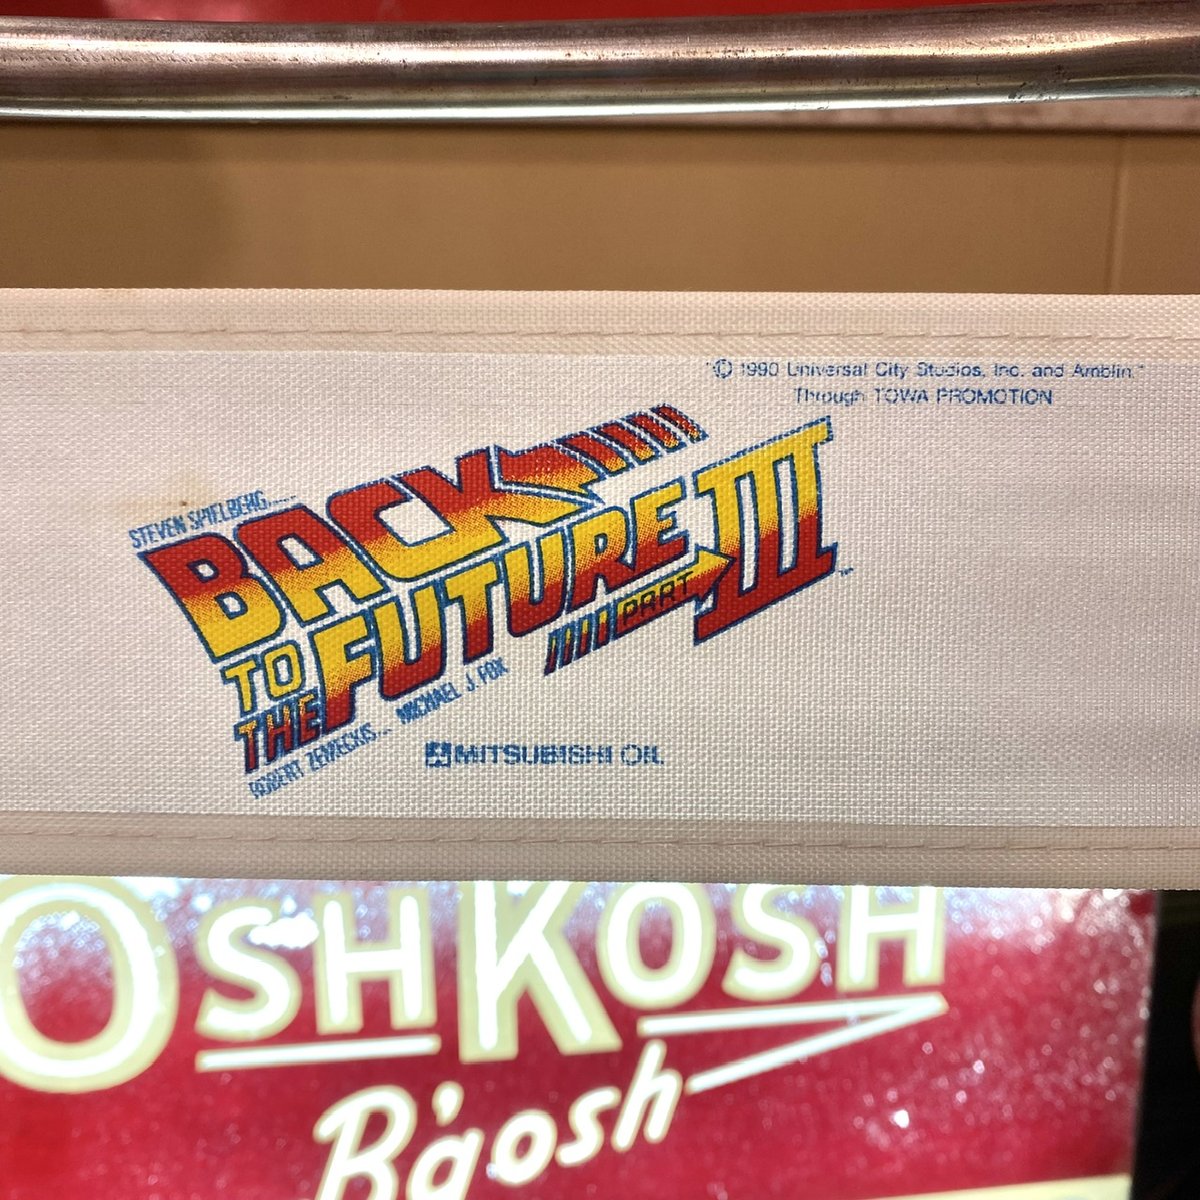 "© 1990 Universal City Studios, Inc. and Amblin."
Through TOWA PROMOTION
STEVEN SPIELBERG......
BACK
TO THE FUTURE PART III ™
ROBERT ZEMECKIS... MICHAEL J. FOX
MITSUBISHI OIL
OSHKOSH
B'gosh